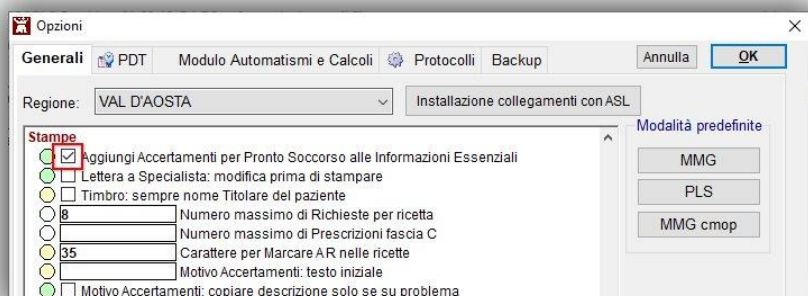 Opzioni
Generali PDT Modulo Automatismi e Calcoli Protocolli Backup Annulla OK
Regione: VAL D'AOSTA Installazione collegamenti con ASL
Modalità predefinite
Stampe
Aggiungi Accertamenti per Pronto Soccorso alle Informazioni Essenziali
MMG
Lettera a Specialista: modifica prima di stampare
PLS
Timbro: sempre nome Titolare del paziente
8 Numero massimo di Richieste per ricetta
MMG cmop
Numero massimo di Prescrizioni fascia C
35 Carattere per Marcare AR nelle ricette
Motivo Accertamenti: testo iniziale
Motivo Accertamenti: copiare descrizione solo se su problema